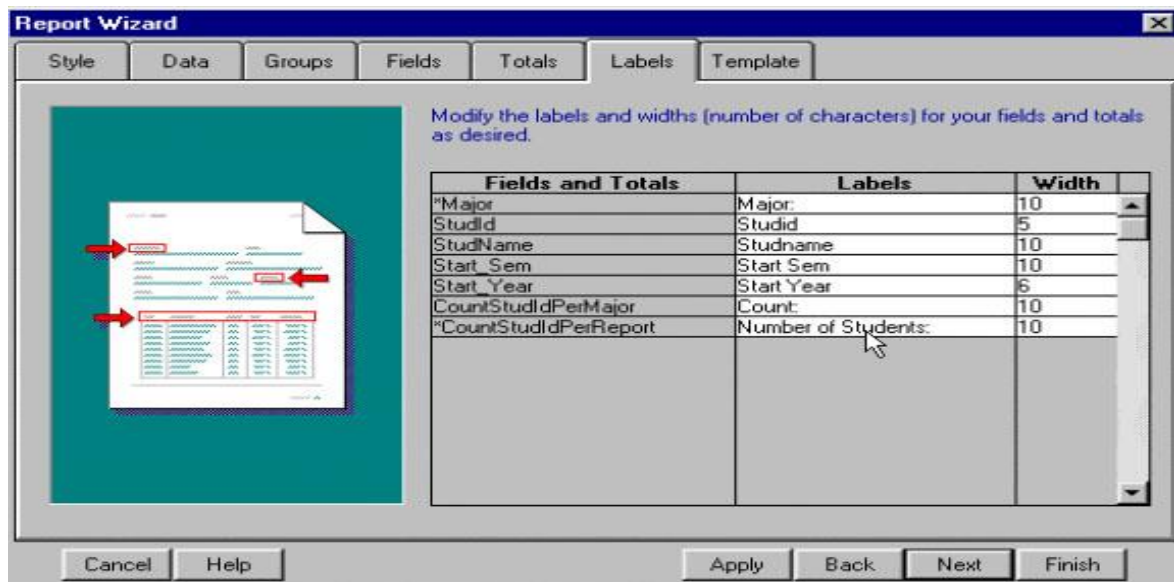 Report Wizard
Style Data Groups Fields Totals Labels Template
Modify the labels and widths (number of characters) for your fields and totals
as desired.
Fields and Totals Labels Width
*Major Major: 10
StudId Studid 5
StudName Studname 10
Start_Sem Start Sem 10
Start_Year Start Year 6
CountStudIdPerMajor Count: 10
*CountStudIdPerReport Number of Students: 10
Cancel Help Apply Back Next Finish